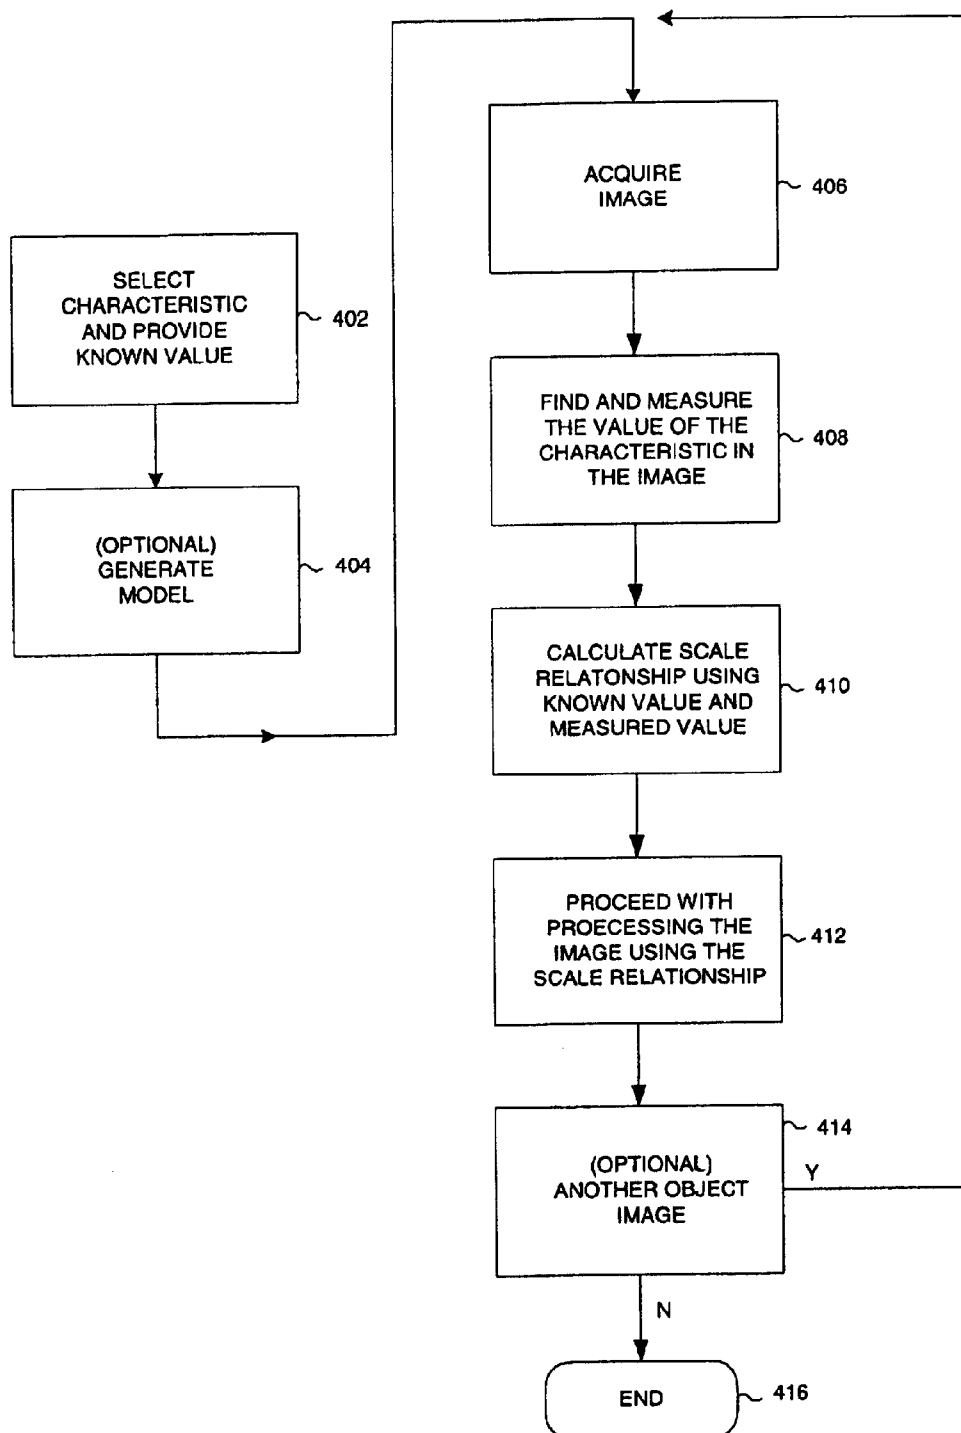 SELECT
CHARACTERISTIC
AND PROVIDE
KNOWN VALUE
402
(OPTIONAL)
GENERATE
MODEL
404
ACQUIRE
IMAGE
406
FIND AND MEASURE
THE VALUE OF THE
CHARACTERISTIC IN
THE IMAGE
408
CALCULATE SCALE
RELATONSHIP USING
KNOWN VALUE AND
MEASURED VALUE
410
PROCEED WITH
PROECESSING THE
IMAGE USING THE
SCALE RELATIONSHIP
412
(OPTIONAL)
ANOTHER OBJECT
IMAGE
414
Y
N
END
416